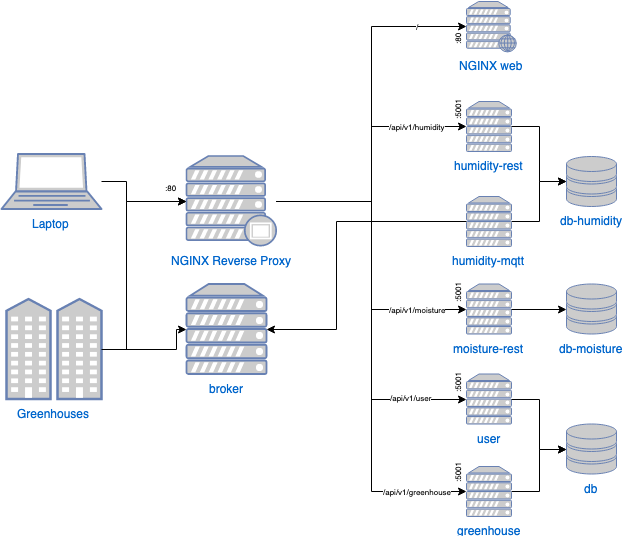 /
:80
NGINX web
:5001
/api/v1/humidity
humidity-rest
:80
Laptop
NGINX Reverse Proxy
db-humidity
humidity-mqtt
:5001
/api/v1/moisture
moisture-rest
db-moisture
broker
Greenhouses
:5001
/api/v1/user
user
:5001
/api/v1/greenhouse
greenhouse
db